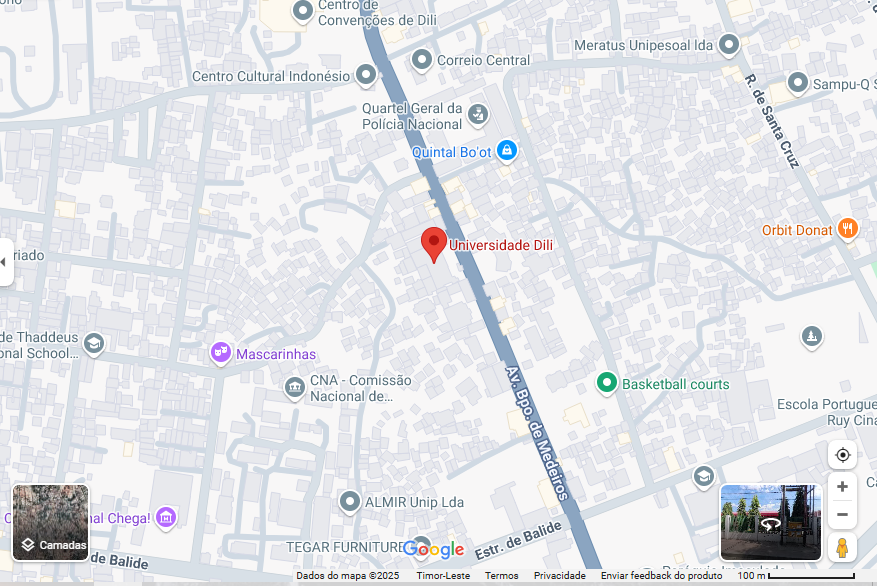 Centro de
Convenções de Dili
Correio Central
Meratus Unipesoal lda
Centro Cultural Indonésio
Sampu-Q S
R. de Santa Cruz
Quartel Geral da
Polícia Nacional
Quintal Bo'ot
Orbit Donat
Universidade Dili
riado
de Thaddeus
onal School...
Mascarinhas
CNA - Comissão
Nacional de...
Av. Bpo. de Medeiros
Basketball courts
Escola Portugue
Ruy Cina
ALMIR Unip Lda
nal Chega!
Camadas
TEGAR FURNITURE
Google
Estr. de Balide
de Balide
Dados do mapa ©2025
Timor-Leste
Termos
Privacidade
Enviar feedback do produto
100 m